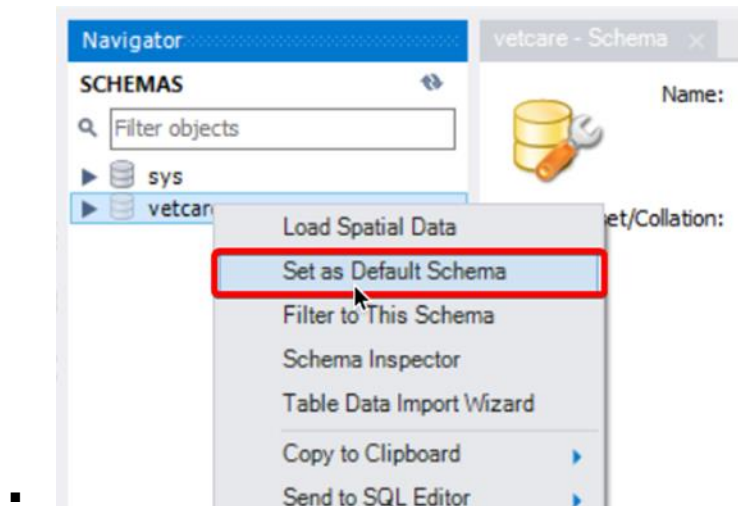 Navigator
vetcare - Schema ×
SCHEMAS
Name:
Filter objects
sys
vetcar
et/Collation:
Load Spatial Data
Set as Default Schema
Filter to This Schema
Schema Inspector
Table Data Import Wizard
Copy to Clipboard
Send to SQL Editor